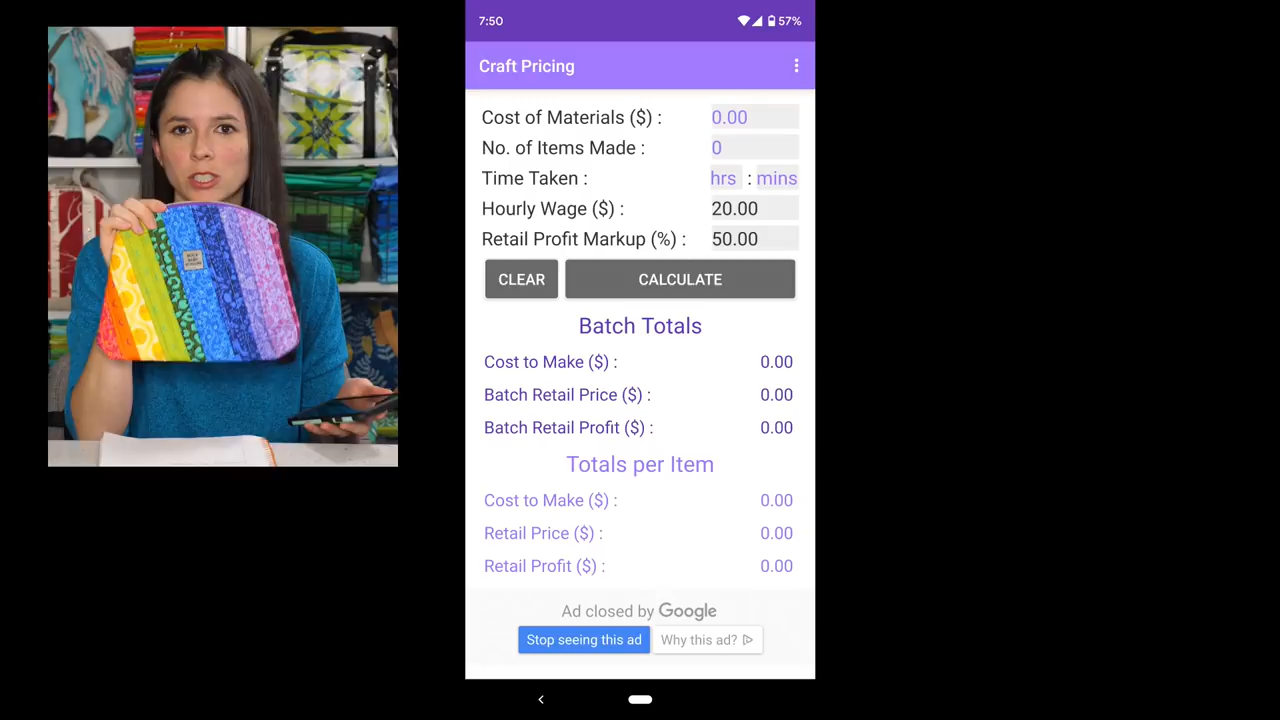 7:50 57%
Craft Pricing
Cost of Materials ($) : 0.00
No. of Items Made : 0
Time Taken : hrs : mins
Hourly Wage ($) : 20.00
Retail Profit Markup (%) : 50.00
CLEAR CALCULATE
Batch Totals
Cost to Make ($) : 0.00
Batch Retail Price ($) : 0.00
Batch Retail Profit ($) : 0.00
Totals per Item
Cost to Make ($) : 0.00
Retail Price ($) : 0.00
Retail Profit ($) : 0.00
Ad closed by Google
Stop seeing this ad Why this ad?